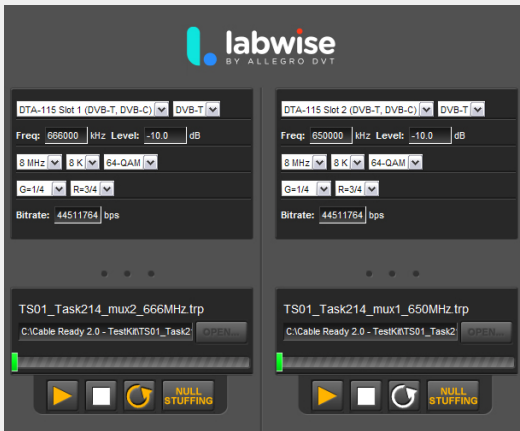 labwise
BY ALLEGRO DVT
DTA-115 Slot 1 (DVB-T, DVB-C) DVB-T
Freq: 666000 kHz Level: -10.0 dB
8 MHz 8 K 64-QAM
G=1/4 R=3/4
Bitrate: 44511764 bps
TS01_Task214_mux2_666MHz.trp
C:\Cable Ready 2.0 - TestKit\TS01_Task2 OPEN...
NULL
STUFFING
DTA-115 Slot 2 (DVB-T, DVB-C) DVB-T
Freq: 650000 kHz Level: -10.0 dB
8 MHz 8 K 64-QAM
G=1/4 R=3/4
Bitrate: 44511764 bps
TS01_Task214_mux1_650MHz.trp
C:\Cable Ready 2.0 - TestKit\TS01_Task2 OPEN...
NULL
STUFFING